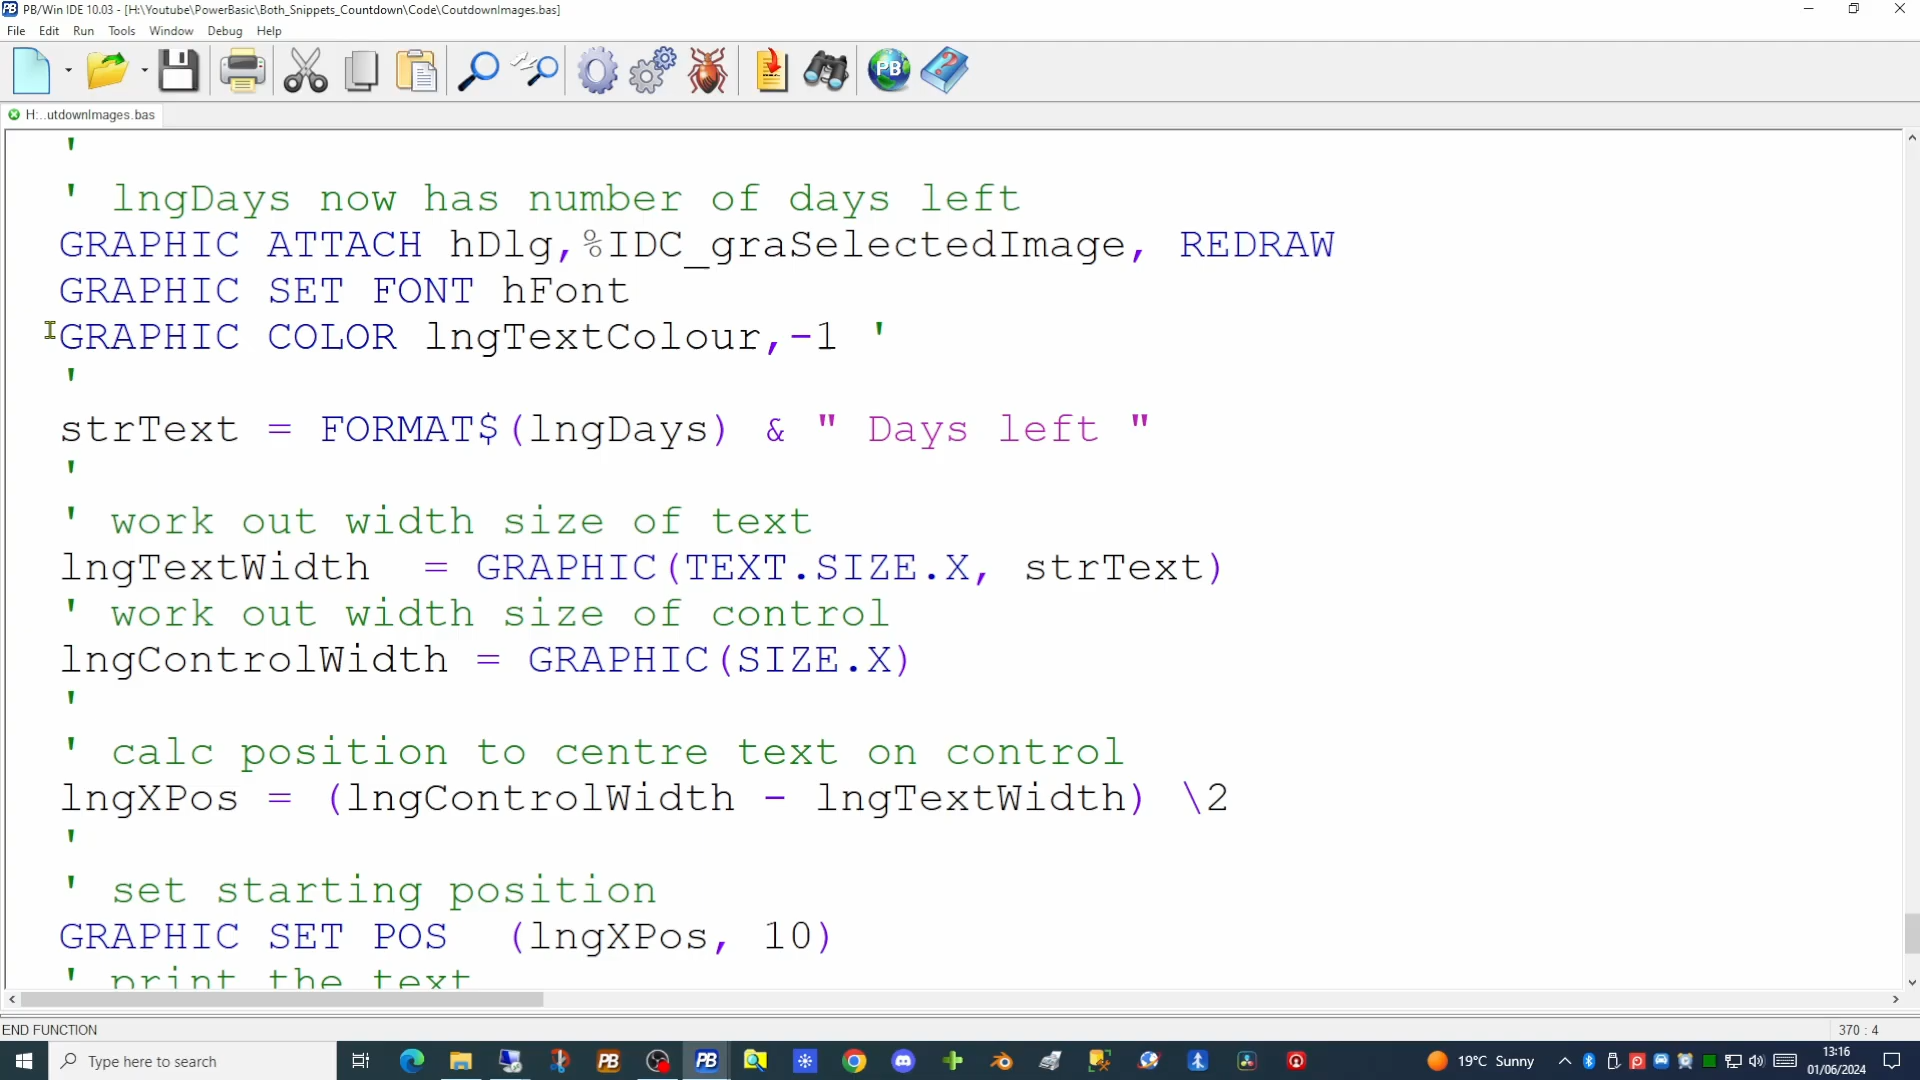 PB/Win IDE 10.03 - [H:\Youtube\PowerBasic\Both_Snippets_Countdown\Code\CoutdownImages.bas]
File Edit Run Tools Window Debug Help
PB
H:..utdownImages.bas
'
' lngDays now has number of days left
GRAPHIC ATTACH hDlg,%IDC_graSelectedImage, REDRAW
GRAPHIC SET FONT hFont
GRAPHIC COLOR lngTextColour,-1 '
'
strText = FORMAT$(lngDays) & " Days left "
'
' work out width size of text
lngTextWidth  = GRAPHIC(TEXT.SIZE.X, strText)
' work out width size of control
lngControlWidth = GRAPHIC(SIZE.X)
'
' calc position to centre text on control
lngXPos = (lngControlWidth - lngTextWidth) \2
'
' set starting position
GRAPHIC SET POS  (lngXPos, 10)
' print the text
END FUNCTION
370 : 4
Type here to search
PB
PB
19°C Sunny
13:16
01/06/2024